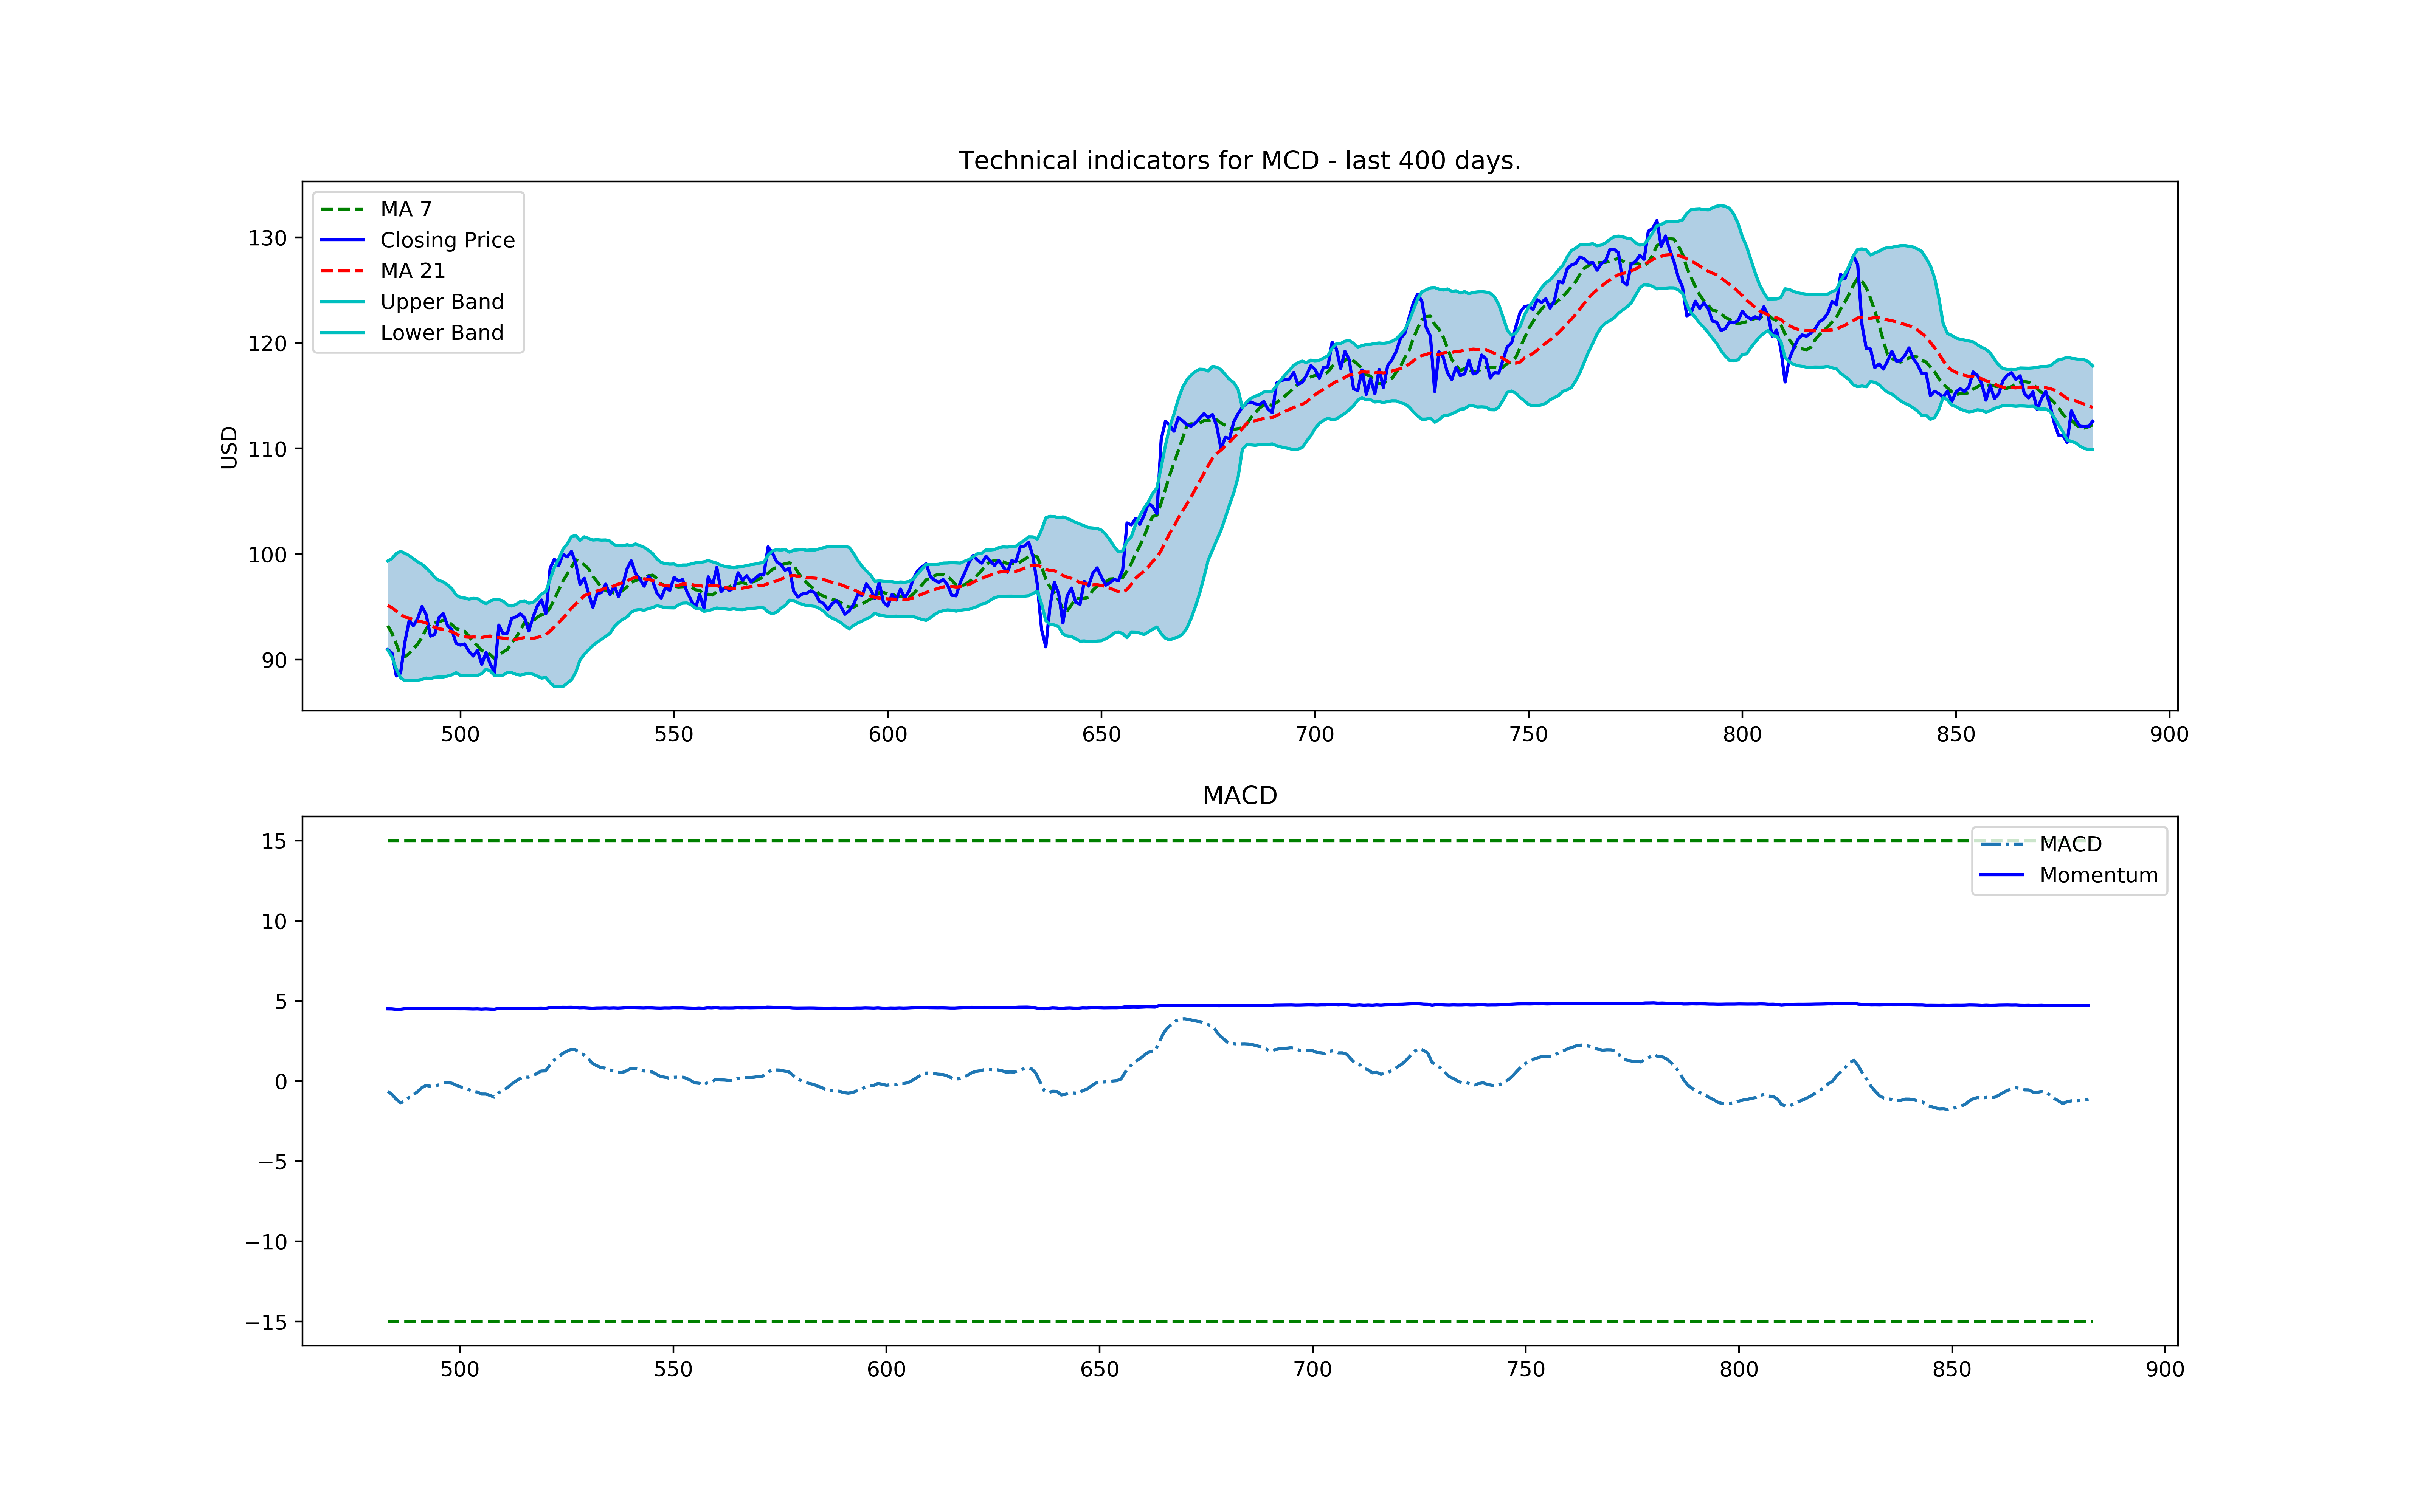 Technical indicators for MCD - last 400 days.
MA 7
Closing Price
MA 21
Upper Band
Lower Band
USD
130
120
110
100
90
500 550 600 650 700 750 800 850 900
MACD
MACD
Momentum
15
10
5
0
−5
−10
−15
500 550 600 650 700 750 800 850 900